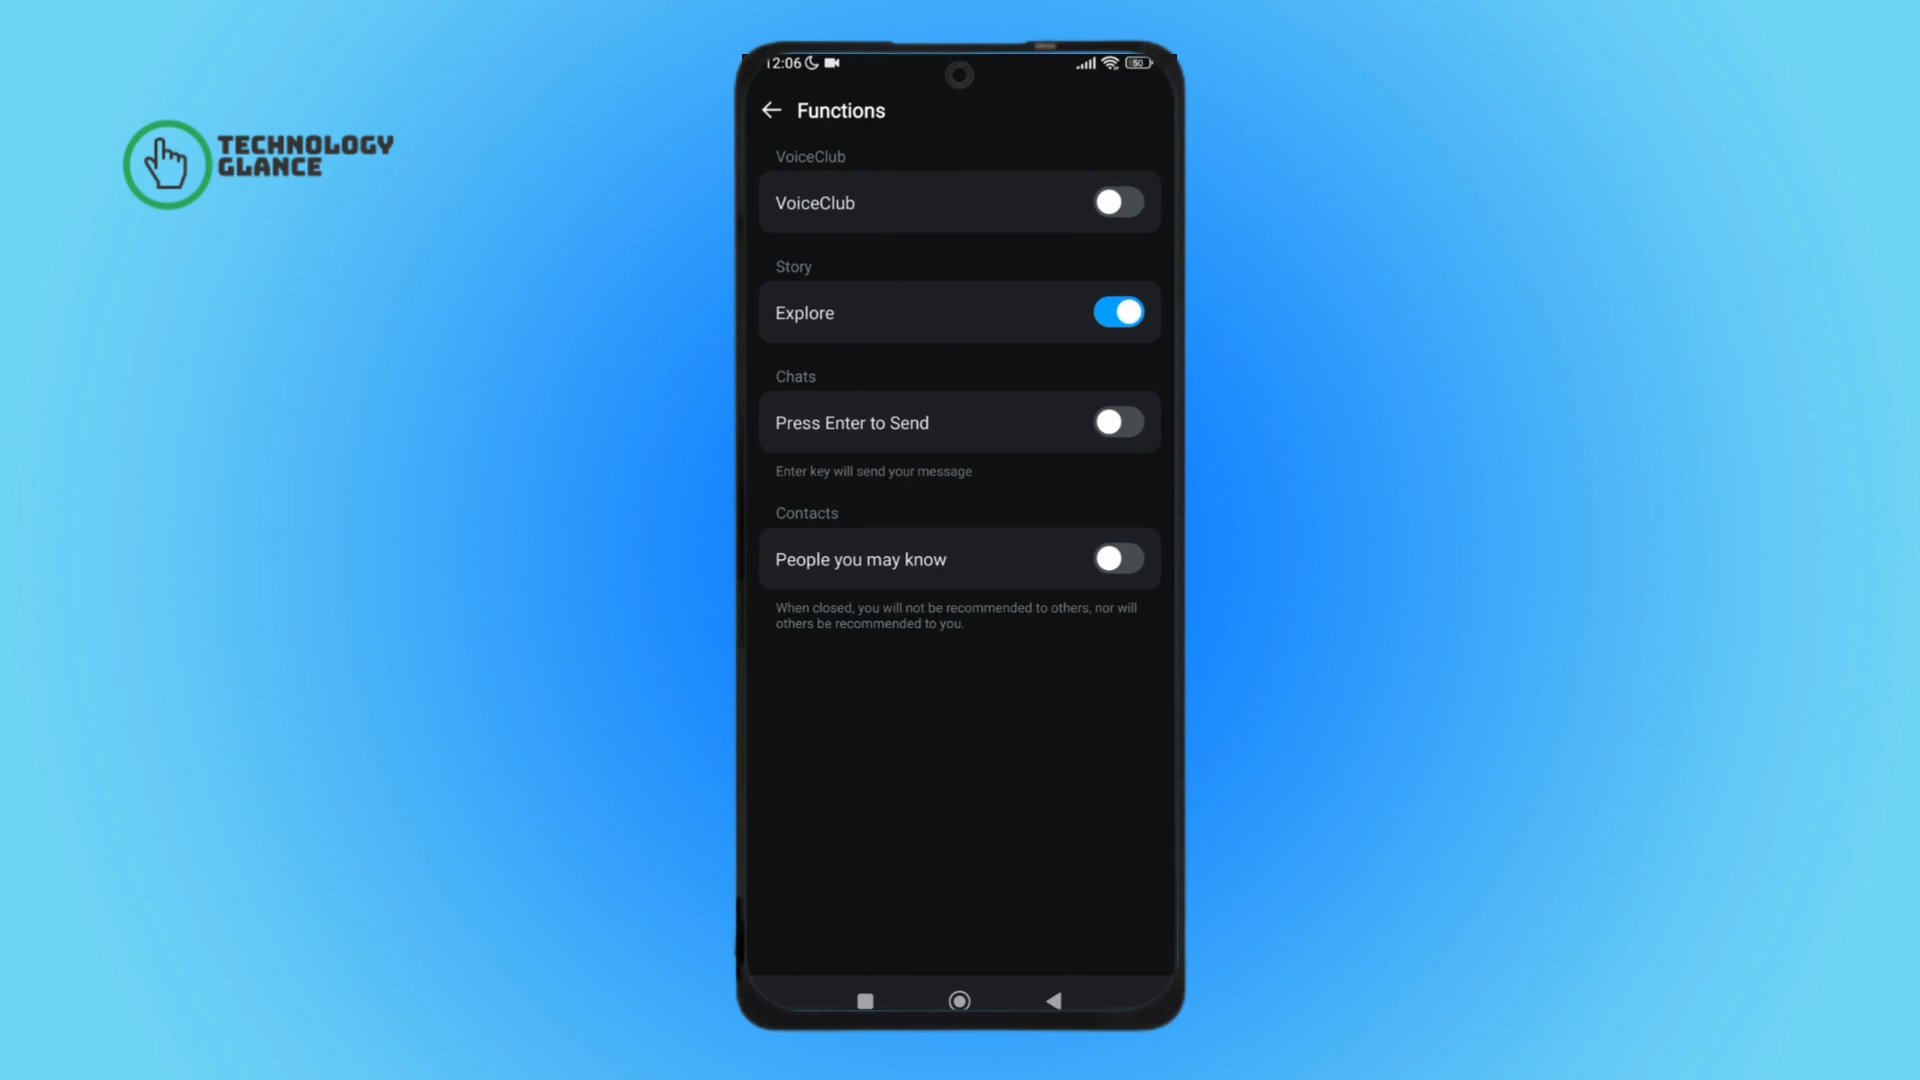 TECHNOLOGY
GLANCE
12:06
50
Functions
VoiceClub
VoiceClub
Story
Explore
Chats
Press Enter to Send
Enter key will send your message
Contacts
People you may know
When closed, you will not be recommended to others, nor will
others be recommended to you.